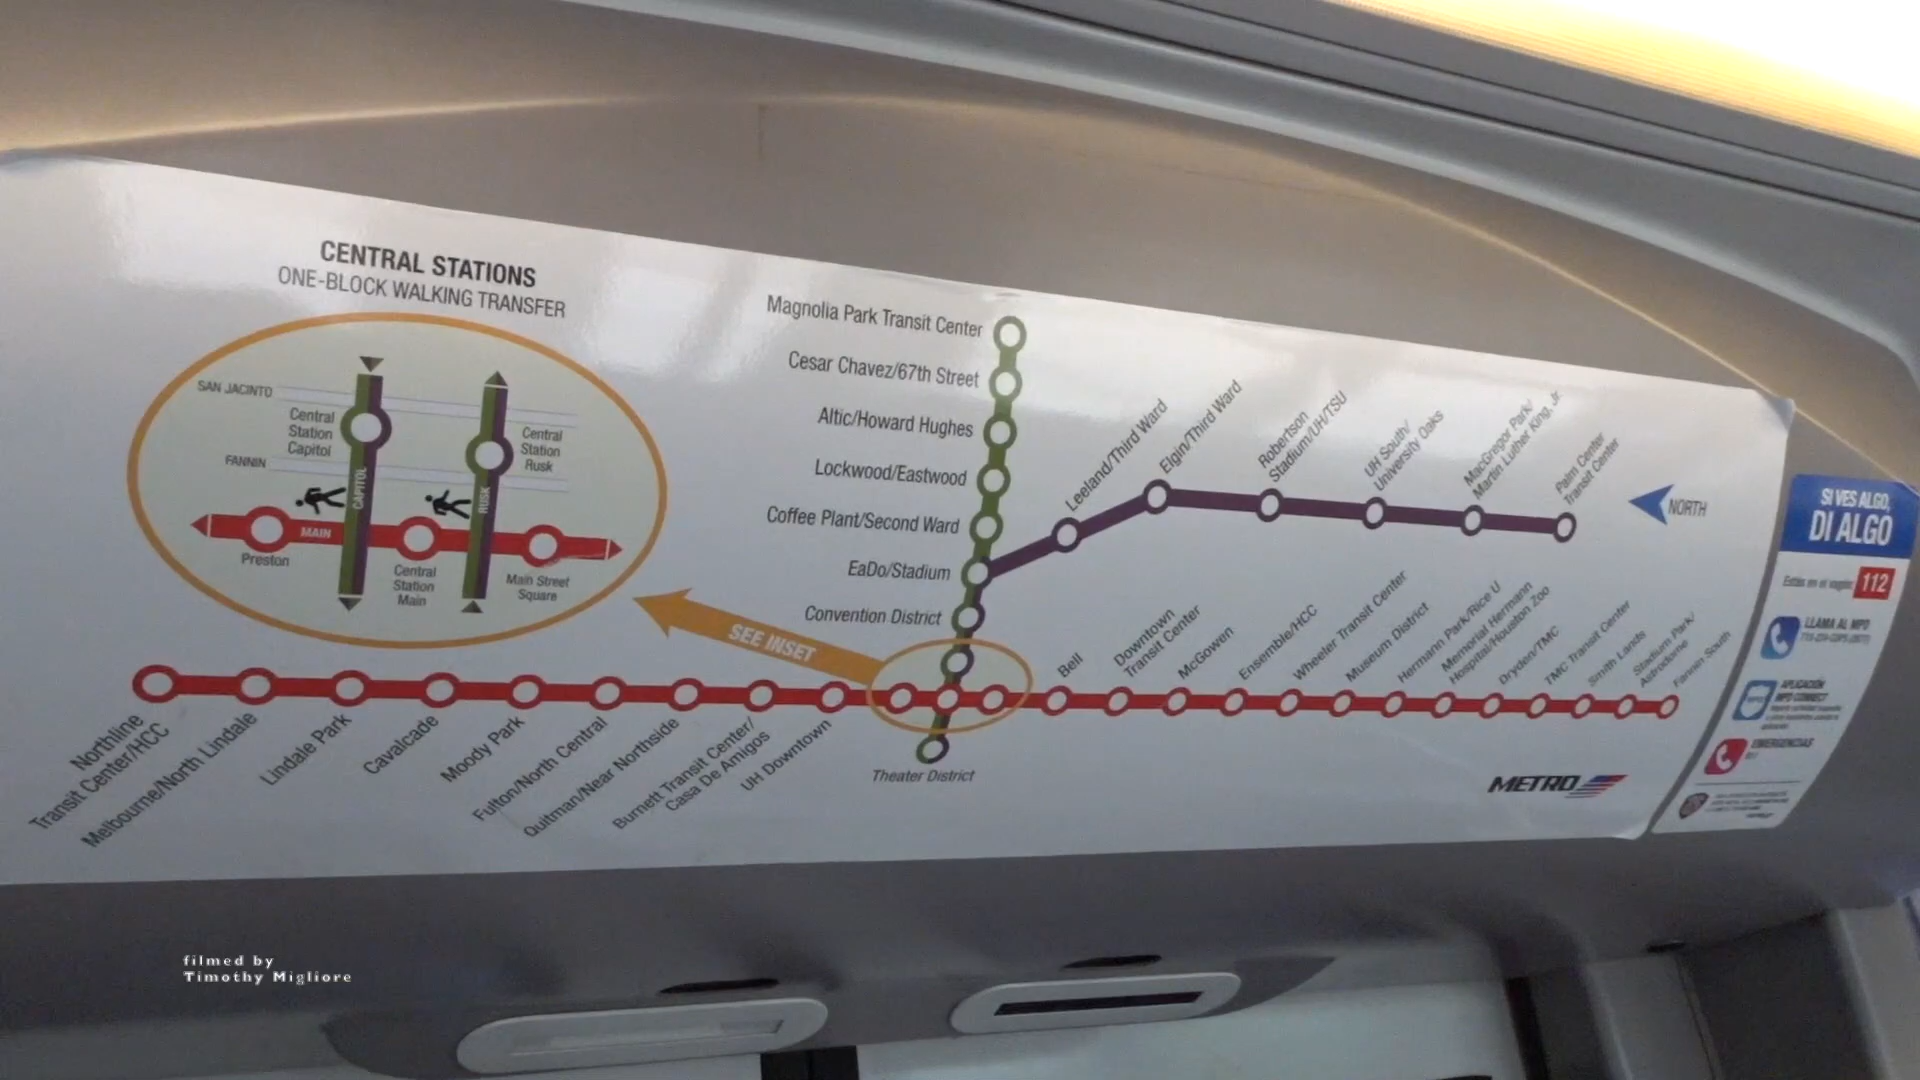 CENTRAL STATIONS
ONE-BLOCK WALKING TRANSFER
SAN JACINTO
Central
Station
Capitol
FANNIN
CAPITOL
RUSK
Central
Station
Rusk
MAIN
Preston
Central
Station
Main
Main Street
Square
SEE INSET
Magnolia Park Transit Center
Cesar Chavez/67th Street
Altic/Howard Hughes
Lockwood/Eastwood
Coffee Plant/Second Ward
EaDo/Stadium
Convention District
Theater District
Leeland/Third Ward
Elgin/Third Ward
Robertson
Stadium/UH/TSU
UH South/
University Oaks
MacGregor Park/
Martin Luther King, Jr
Palm Center
Transit Center
NORTH
Northline
Transit Center/HCC
Melbourne/North Lindale
Lindale Park
Cavalcade
Moody Park
Fulton/North Central
Quitman/Near Northside
Burnett Transit Center/
Casa De Amigos
UH Downtown
Bell
Downtown
Transit Center
McGowen
Ensemble/HCC
Wheeler Transit Center
Museum District
Hermann Park/Rice U
Memorial Hermann
Hospital/Houston Zoo
Dryden/TMC
TMC Transit Center
Smith Lands
Stadium Park/
Astrodome
Fannin South
METRO
SI VES ALGO,
DI ALGO
Estás en el vagón 112
LLAMA AL MPD
APLICACIÓN
MPD CONNECT
EMERGENCIAS
filmed by
Timothy Migliore